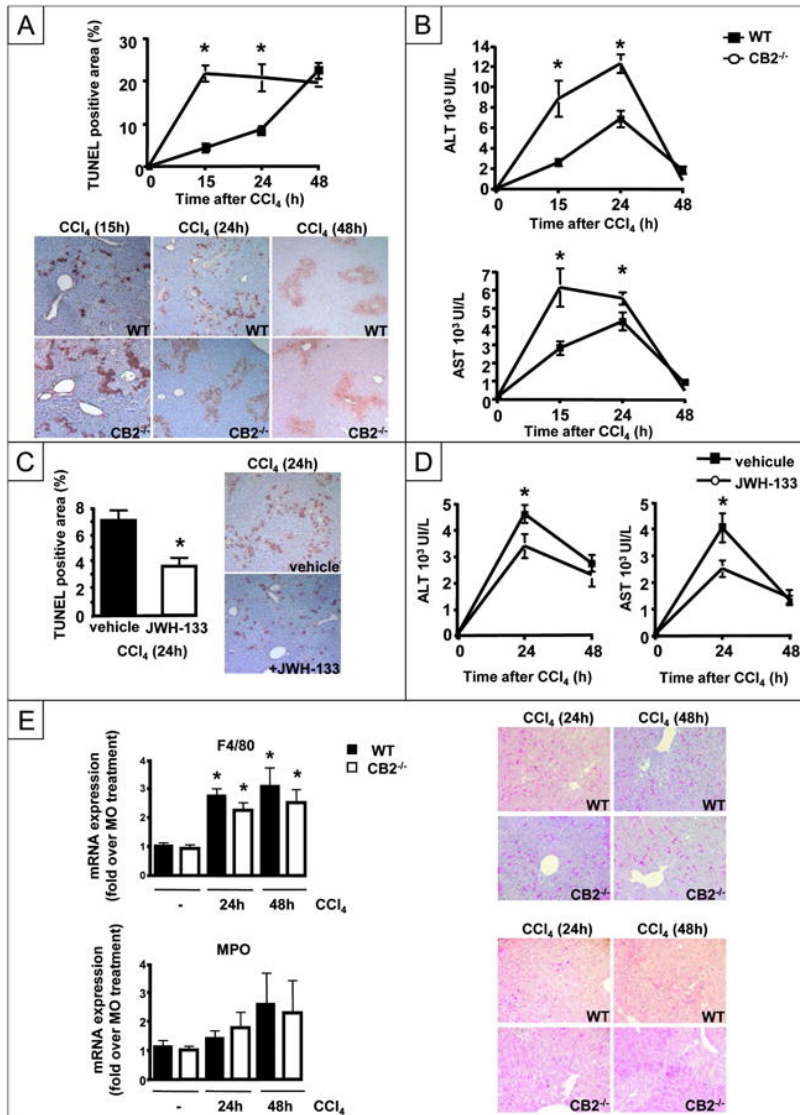 A
TUNEL positive area (%)
30
20
10
0
* *
0 15 24 48
Time after CCl4 (h)
CCl4 (15h) CCl4 (24h) CCl4 (48h)
WT WT WT
CB2-/- CB2-/- CB2-/-
B
WT
CB2-/-
ALT 10³ UI/L
14
12
10
8
6
4
2
0
* *
0 15 24 48
Time after CCl4 (h)
AST 10³ UI/L
7
6
5
4
3
2
1
0
* *
0 15 24 48
Time after CCl4 (h)
C
TUNEL positive area (%)
8
6
4
2
0
*
vehicle JWH-133
CCl4 (24h)
CCl4 (24h)
vehicle
+JWH-133
D
vehicule
JWH-133
ALT 10³ UI/L
5
4
3
2
1
0
*
0 24 48
Time after CCl4 (h)
AST 10³ UI/L
5
4
3
2
1
0
*
0 24 48
Time after CCl4 (h)
E
F4/80
WT
CB2-/-
mRNA expression
(fold over MO treatment)
4
3
2
1
* * * *
- 24h 48h CCl4
MPO
mRNA expression
(fold over MO treatment)
4
2
1
0
- 24h 48h CCl4
CCl4 (24h) CCl4 (48h)
WT WT
CB2-/- CB2-/-
CCl4 (24h) CCl4 (48h)
WT WT
CB2-/- CB2-/-